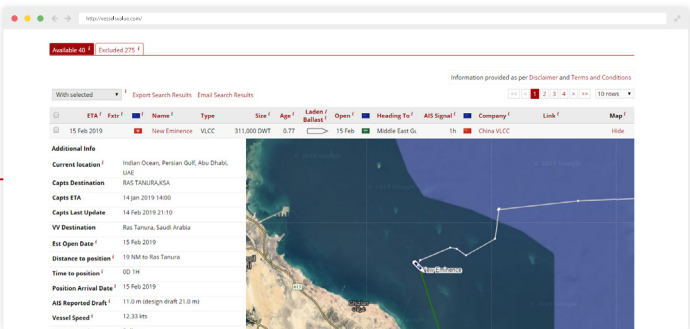 http://vesselsvalue.com/
Available 40 i Excluded 275 i
Information provided as per Disclaimer and Terms and Conditions
With selected i Export Search Results Email Search Results << < 1 2 3 4 > >> 10 rows
ETA i Fxtr i i Name i Type Size i Age i Laden / Ballast i Open i Heading To i AIS Signal i Company i Link i Map i
15 Feb 2019 New Eminence VLCC 311,000 DWT 0.77 15 Feb Middle East Gu. 1h China VLCC Hide
Additional Info
Current location i Indian Ocean, Persian Gulf, Abu Dhabi,
UAE
Capts Destination RAS TANURA,KSA
Capts ETA 14 Jan 2019 14:00
Capts Last Update 14 Feb 2019 21:10
VV Destination Ras Tanura, Saudi Arabia
Est Open Date i 15 Feb 2019
Distance to position i 19 NM to Ras Tanura
Time to position i 0D 1H
Position Arrival Date i 15 Feb 2019
AIS Reported Draft i 11.0 m (design draft 21.0 m)
Vessel Speed i 12.33 kts
New Eminence